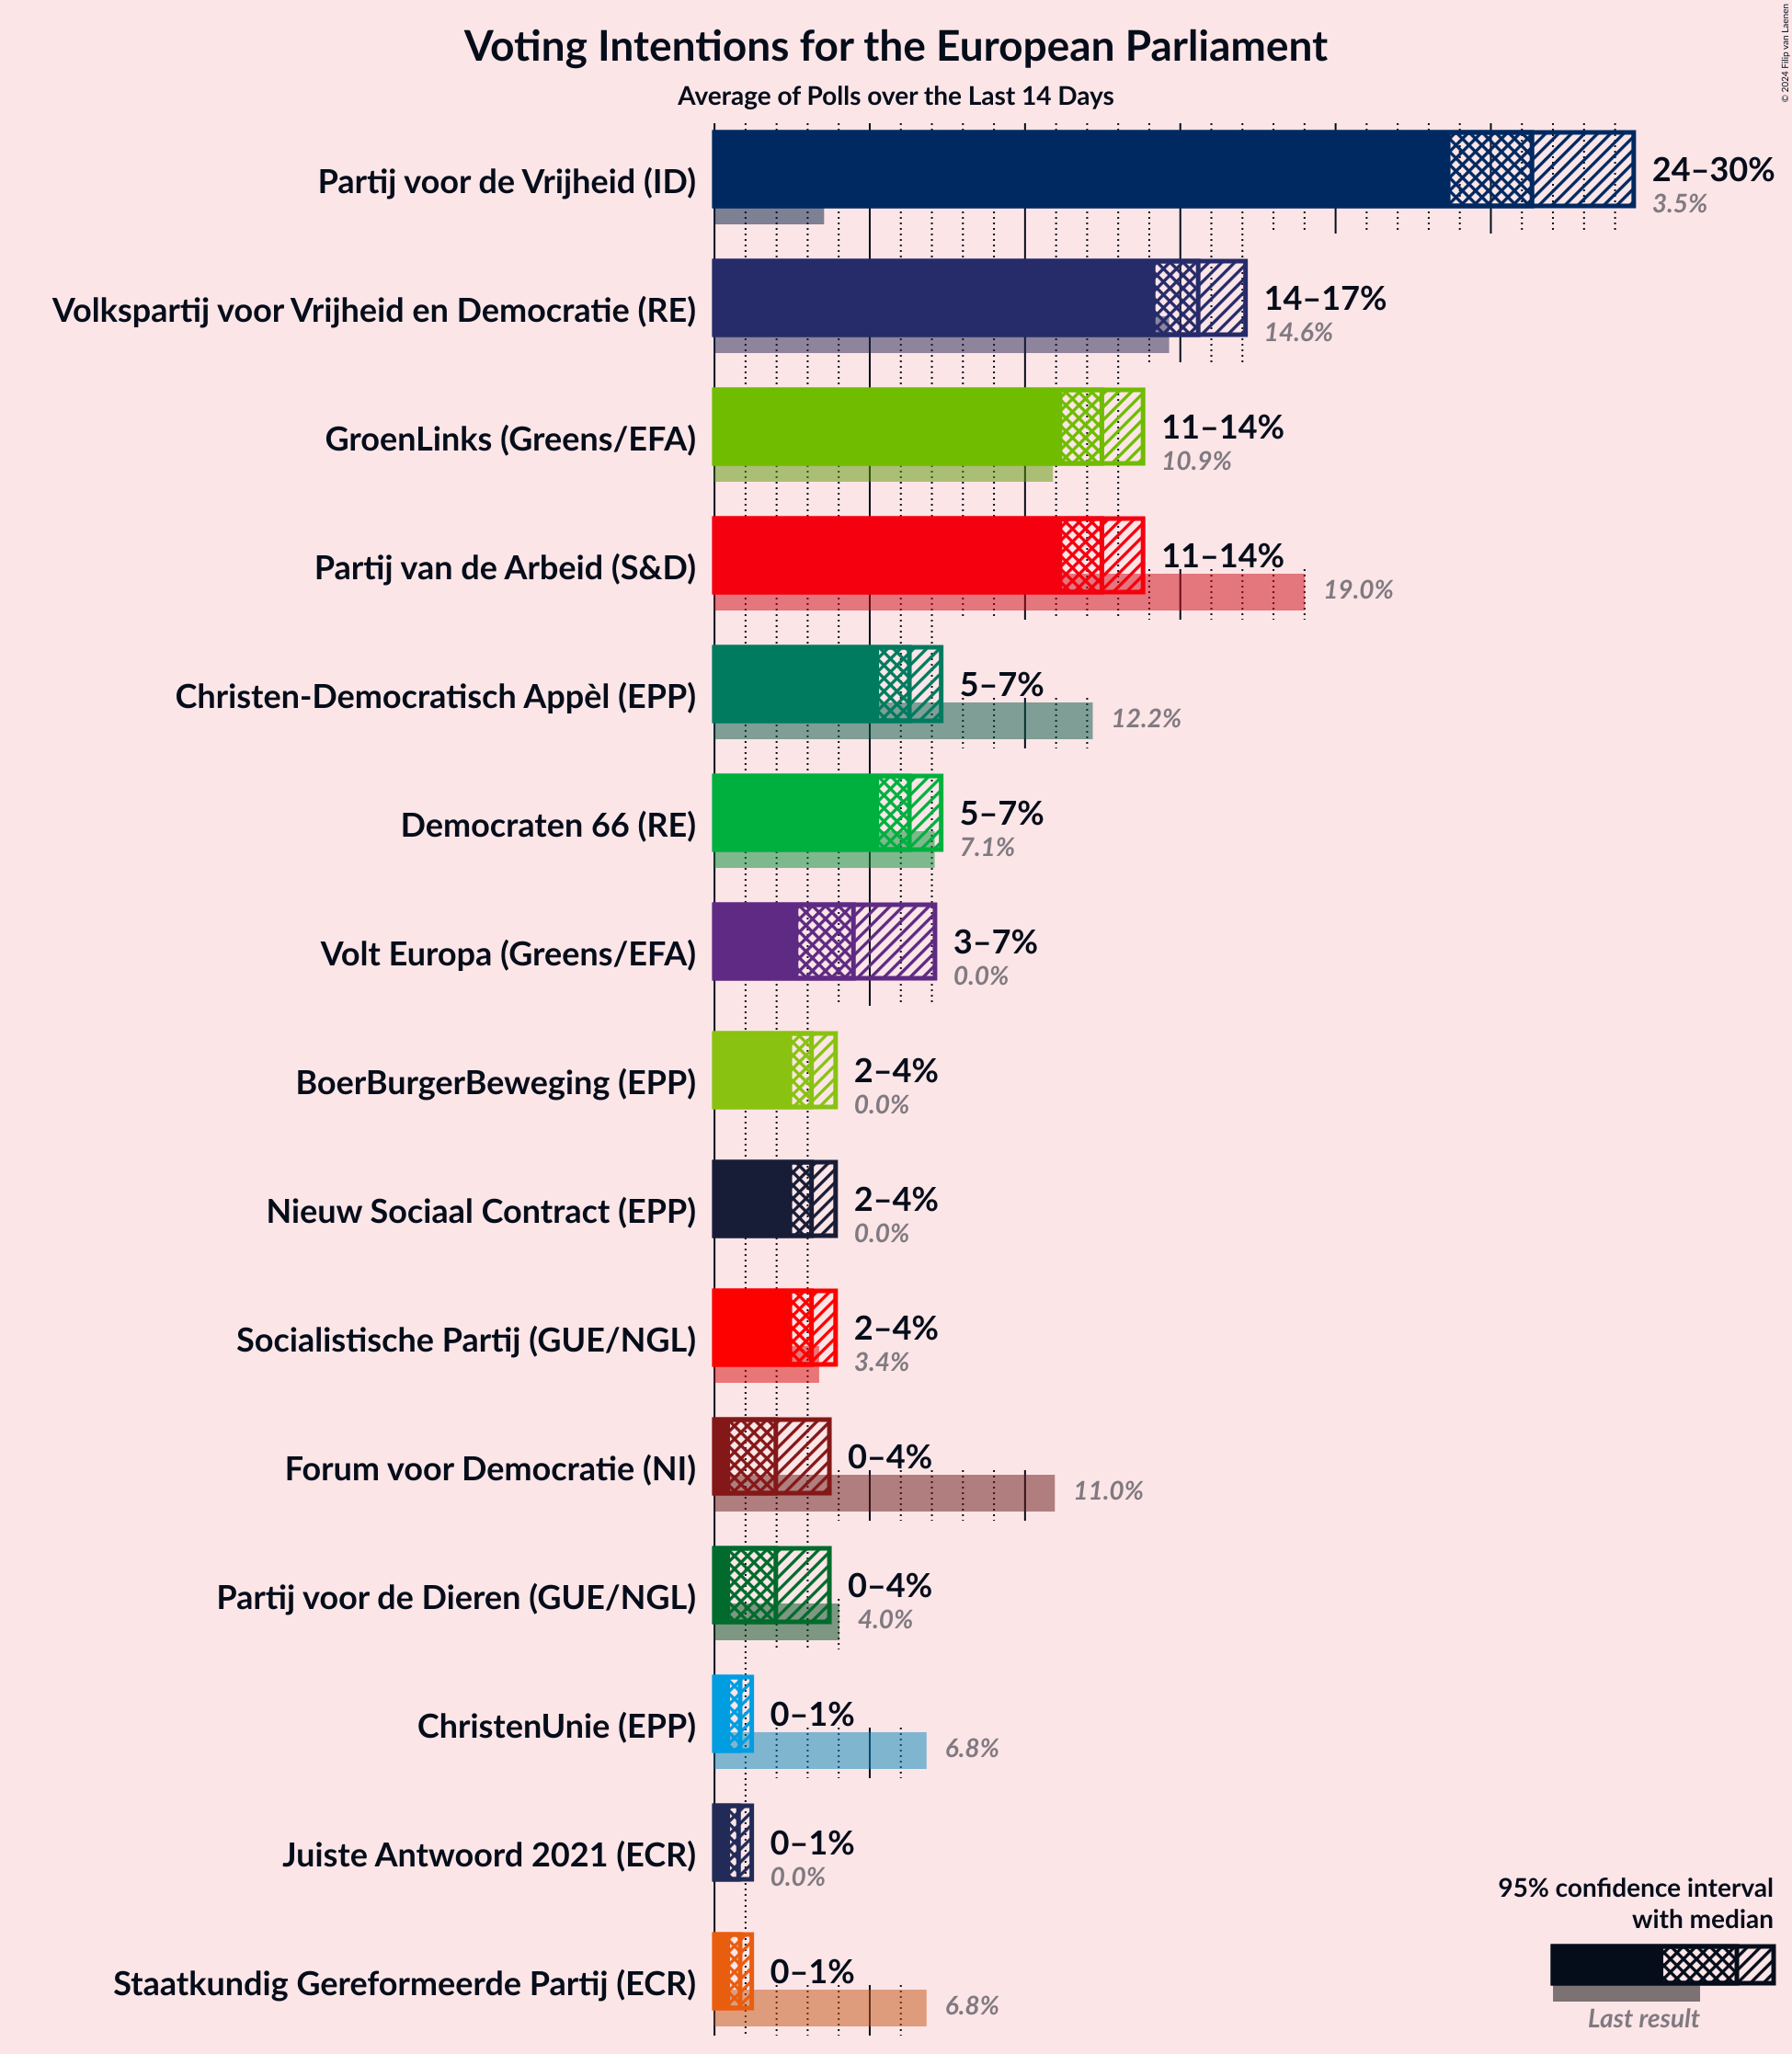 © 2024 Filip van Laenen
Voting Intentions for the European Parliament
Average of Polls over the Last 14 Days
Partij voor de Vrijheid (ID)
24–30%
3.5%
Volkspartij voor Vrijheid en Democratie (RE)
14–17%
14.6%
GroenLinks (Greens/EFA)
11–14%
10.9%
Partij van de Arbeid (S&D)
11–14%
19.0%
Christen-Democratisch Appèl (EPP)
5–7%
12.2%
Democraten 66 (RE)
5–7%
7.1%
Volt Europa (Greens/EFA)
3–7%
0.0%
BoerBurgerBeweging (EPP)
2–4%
0.0%
Nieuw Sociaal Contract (EPP)
2–4%
0.0%
Socialistische Partij (GUE/NGL)
2–4%
3.4%
Forum voor Democratie (NI)
0–4%
11.0%
Partij voor de Dieren (GUE/NGL)
0–4%
4.0%
ChristenUnie (EPP)
0–1%
6.8%
Juiste Antwoord 2021 (ECR)
0–1%
0.0%
Staatkundig Gereformeerde Partij (ECR)
0–1%
6.8%
95% confidence interval
with median
Last result